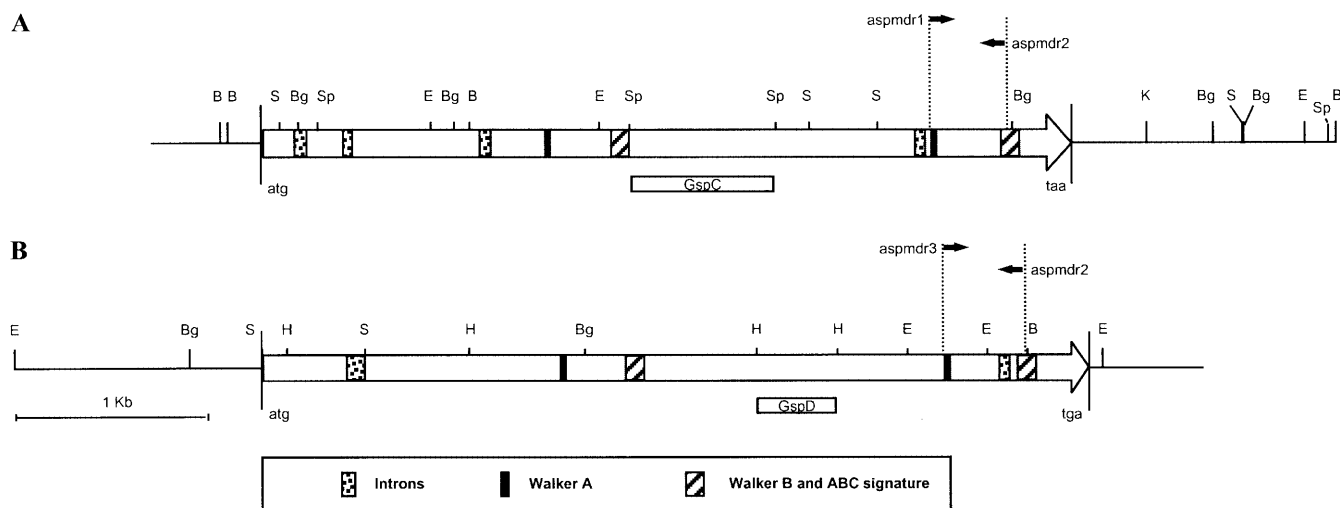 A
aspmdr1
aspmdr2
B B S Bg Sp E Bg B E Sp Sp S S Bg K Bg S Bg E Sp B
atg
GspC
taa
B
aspmdr3
aspmdr2
E Bg S H S H Bg H H E E B E
1 Kb
atg
GspD
tga
Introns
Walker A
Walker B and ABC signature